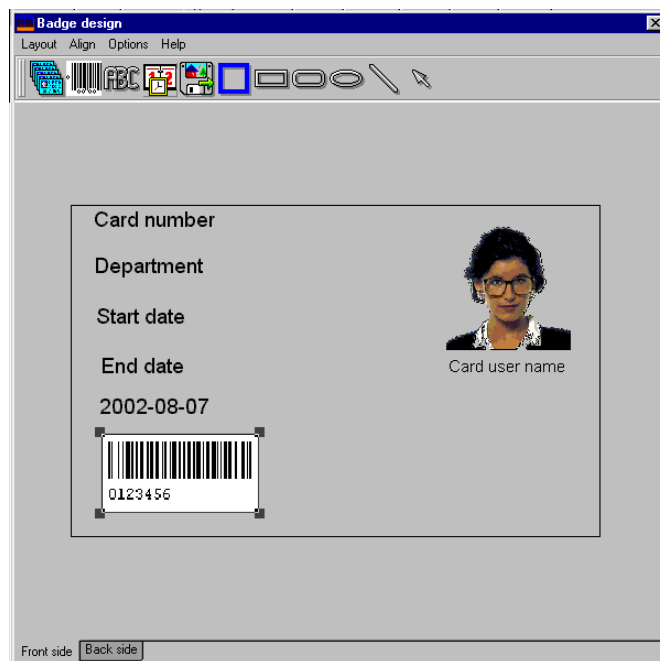 Badge design
Layout Align Options Help
ABC 12
Card number
Department
Start date
End date
2002-08-07
0123456
Card user name
Front side Back side